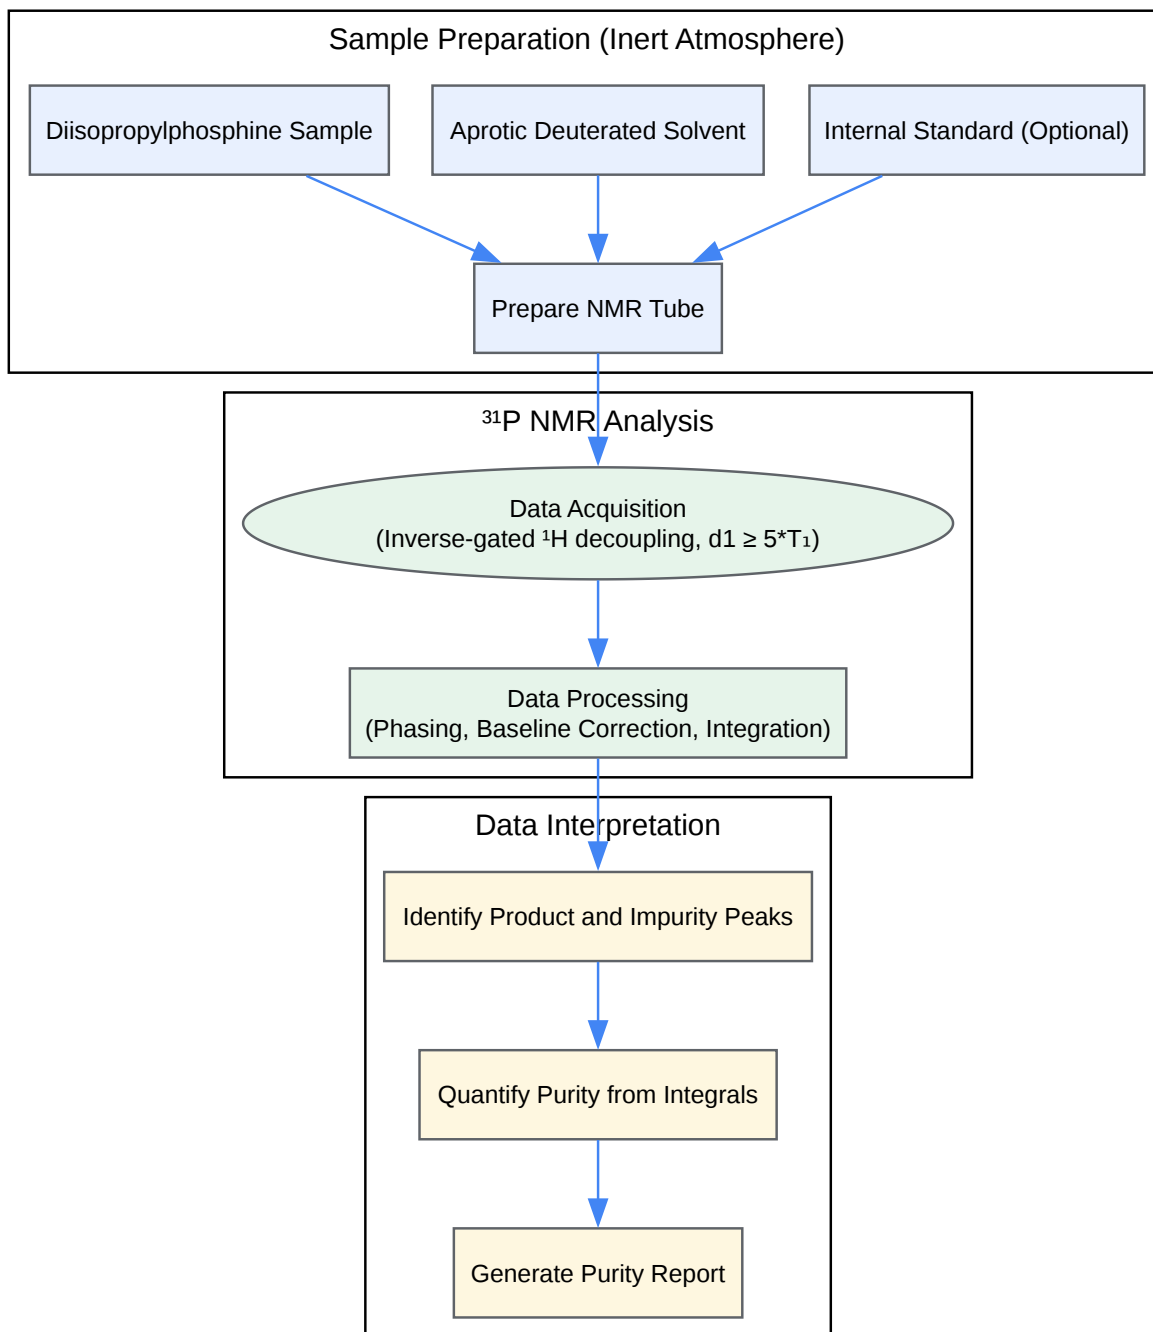 Sample Preparation (Inert Atmosphere)
Diisopropylphosphine Sample
Aprotic Deuterated Solvent
Internal Standard (Optional)
Prepare NMR Tube
³¹P NMR Analysis
Data Acquisition
(Inverse-gated ¹H decoupling, d1 ≥ 5*T₁)
Data Processing
(Phasing, Baseline Correction, Integration)
Data Interpretation
Identify Product and Impurity Peaks
Quantify Purity from Integrals
Generate Purity Report